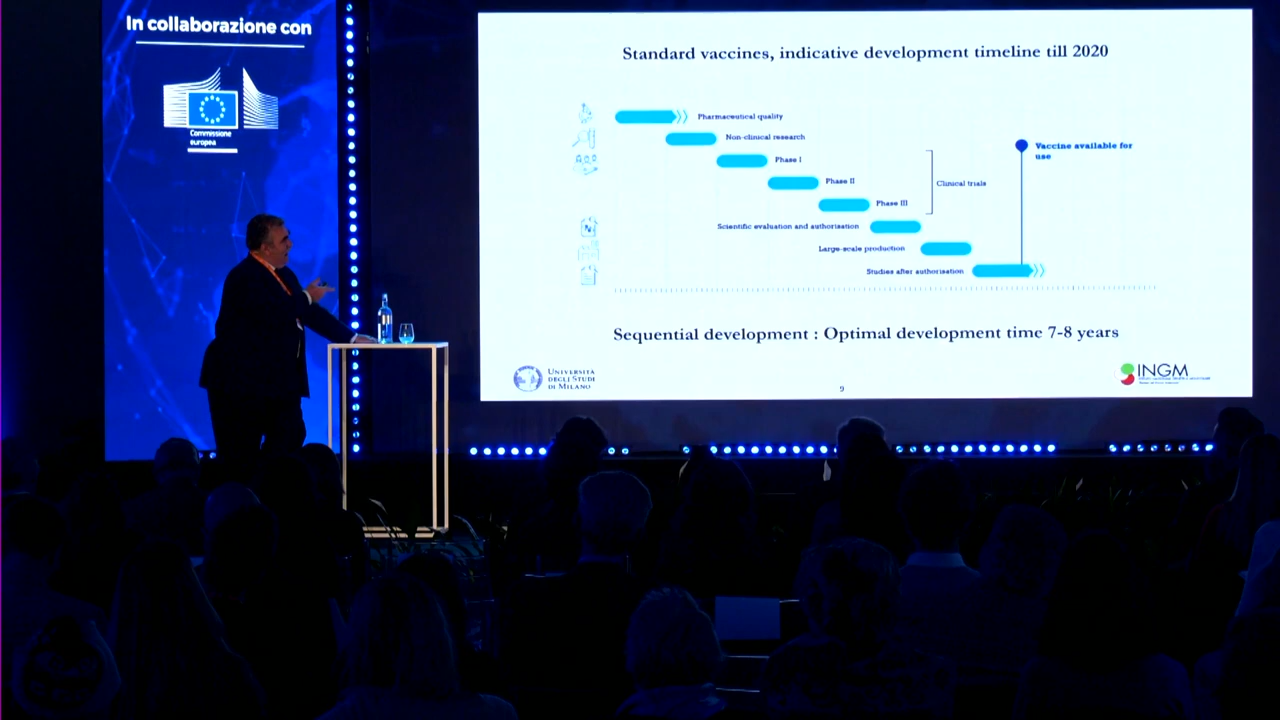 In collaborazione con
Commissione
europea
Standard vaccines, indicative development timeline till 2020
Pharmaceutical quality
Non-clinical research
Phase I
Phase II
Phase III
Clinical trials
Vaccine available for
use
Scientific evaluation and authorisation
Large-scale production
Studies after authorisation
Sequential development : Optimal development time 7-8 years
UNIVERSITÀ
DEGLI STUDI
DI MILANO
9
INGM